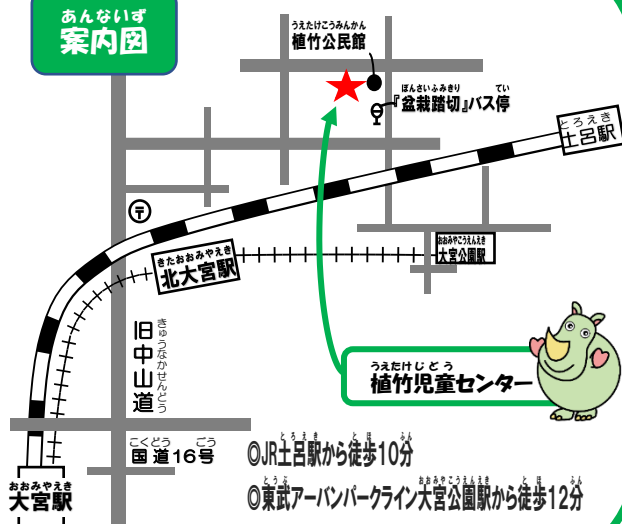 あんないず
案内図
うえたけこうみんかん
植竹公民館
ぼんさいふみきり てい
『盆栽踏切』バス停
とろえき
土呂駅
〒
おおみやこうえんえき
大宮公園駅
きたおおみやえき
北大宮駅
きゅうなかせんどう
旧中山道
うえたけじどう
植竹児童センター
こくどう ごう
国道16号
とろえき とほ ふん
◎JR土呂駅から徒歩10分
おおみやえき
大宮駅
とうぶ おおみやこうえんえき とほ ふん
◎東武アーバンパークライン大宮公園駅から徒歩12分